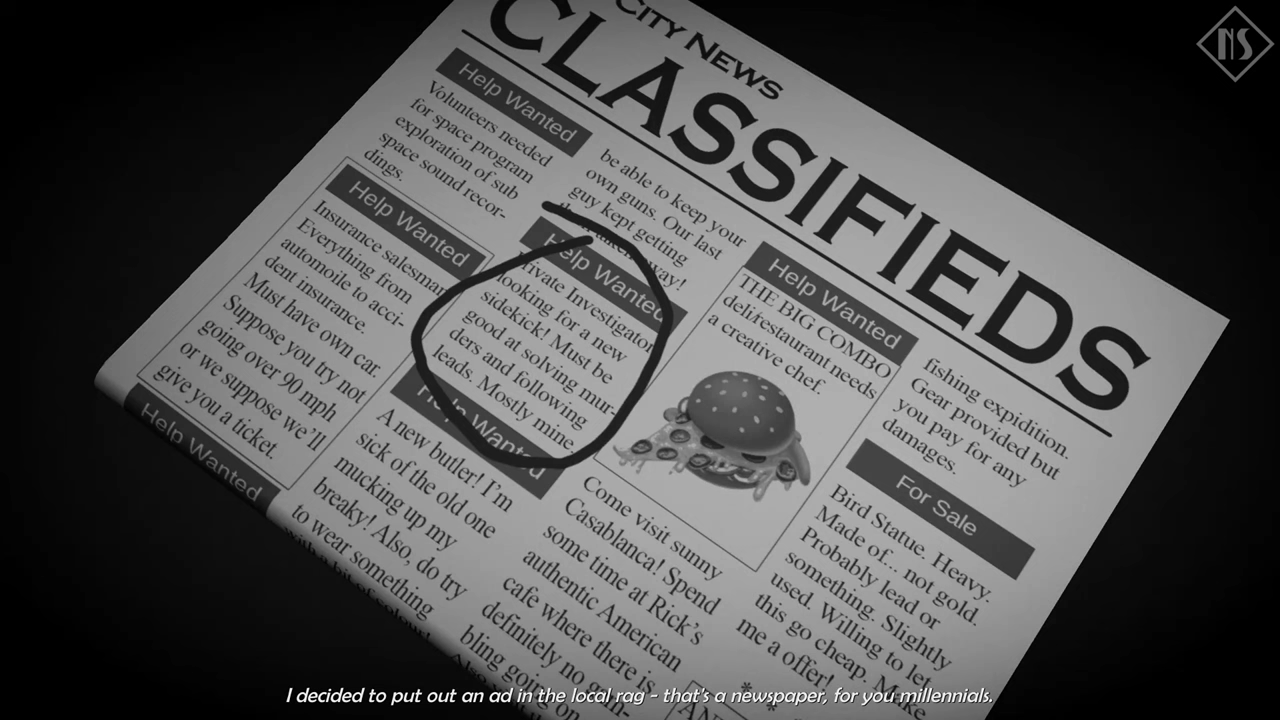 NS
CITY NEWS
CLASSIFIEDS
Help Wanted
Volunteers needed
for space program
exploration of sub
space sound recor-
dings.
Help Wanted
Insurance salesman
Everything from
automoile to acci-
dent insurance.
Must have own car.
Suppose you try not
going over 90 mph
or we suppose we'll
give you a ticket.
Help Wanted
be able to keep your
own guns. Our last
guy kept getting
way!
Help Wanted
Private Investigator
looking for a new
sidekick! Must be
good at solving mur-
ders and following
leads. Mostly mine.
Help Wanted
A new butler! I'm
sick of the old one
mucking up my
breaky! Also, do try
to wear something
Help Wanted
THE BIG COMBO
deli/restaurant needs
a creative chef.
Come visit sunny
Casablanca! Spend
some time at Rick's
authentic American
cafe where there is
definitely no gam-
bling going on
fishing expidition.
Gear provided but
you pay for any
damages.
For Sale
Bird Statue. Heavy.
Made of... not gold.
Probably lead or
something. Slightly
used. Willing to let
this go cheap. Make
me a offer!
I decided to put out an ad in the local rag - that's a newspaper, for you millennials.